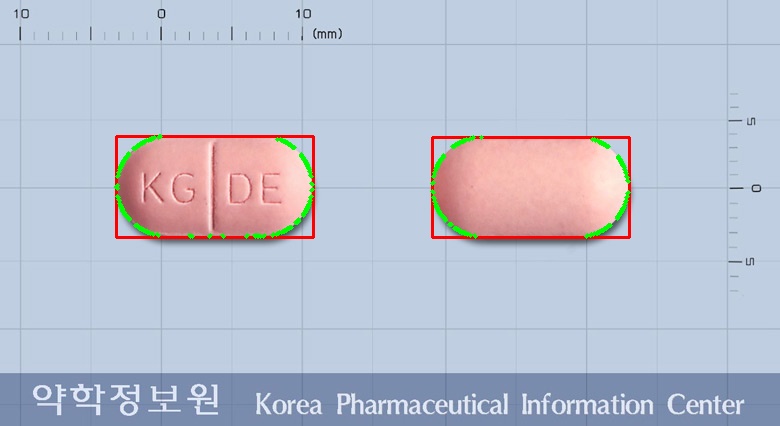 10 0 10 (mm)
KG DE
5
0
5
약학정보원 Korea Pharmaceutical Information Center